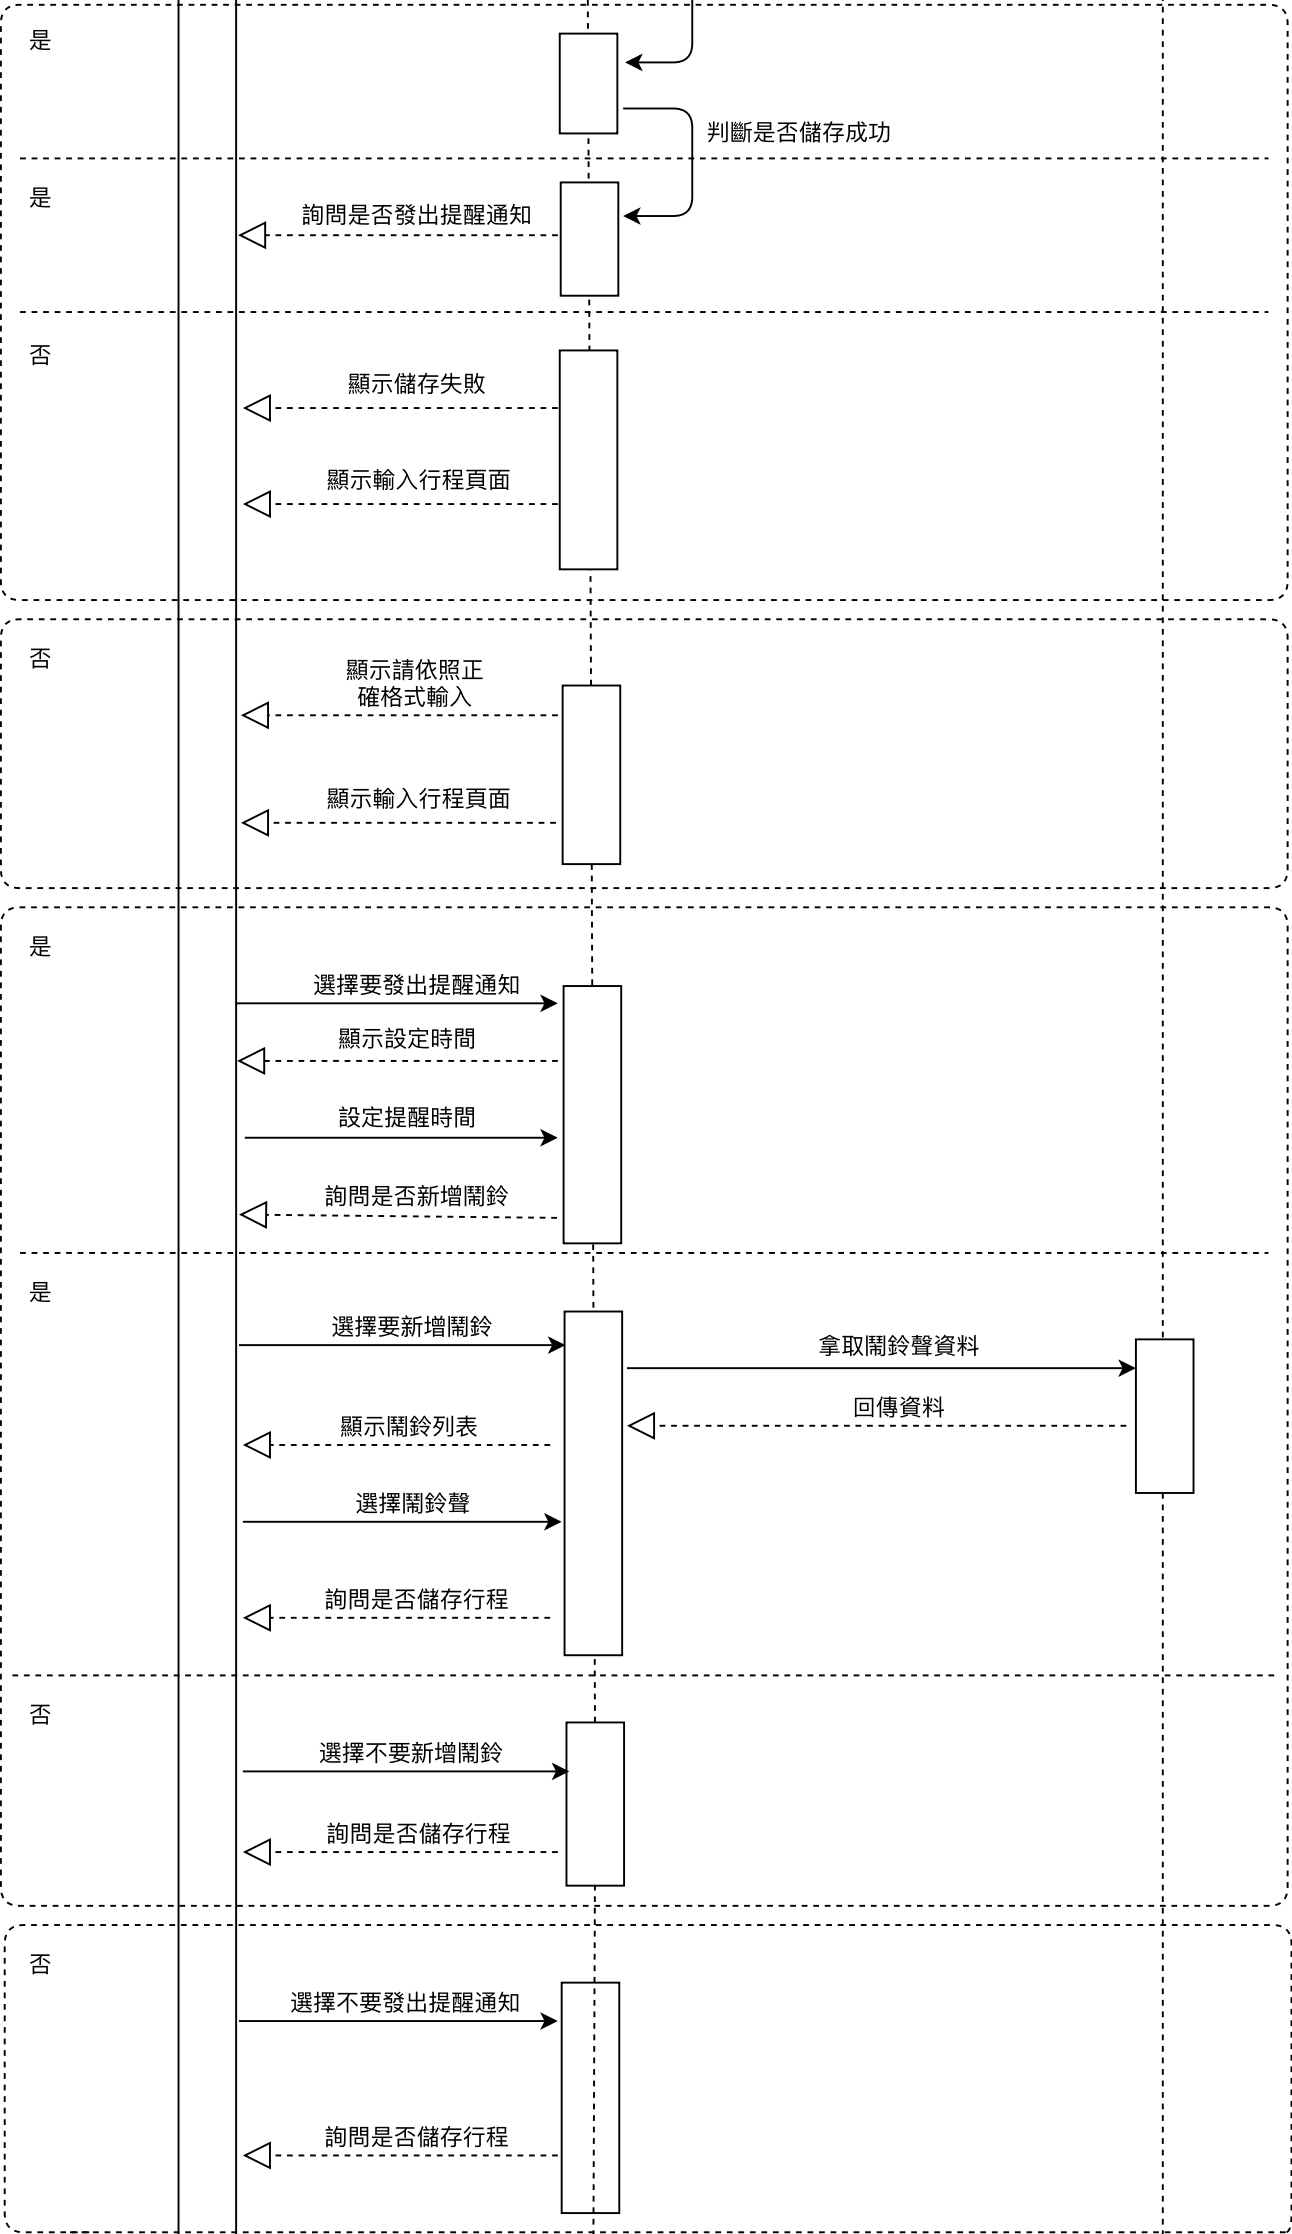 是
判斷是否儲存成功
是
詢問是否發出提醒通知
否
顯示儲存失敗
顯示輸入行程頁面
否
顯示請依照正
確格式輸入
顯示輸入行程頁面
是
選擇要發出提醒通知
顯示設定時間
設定提醒時間
詢問是否新增鬧鈴
是
選擇要新增鬧鈴
拿取鬧鈴聲資料
回傳資料
顯示鬧鈴列表
選擇鬧鈴聲
詢問是否儲存行程
否
選擇不要新增鬧鈴
詢問是否儲存行程
否
選擇不要發出提醒通知
詢問是否儲存行程